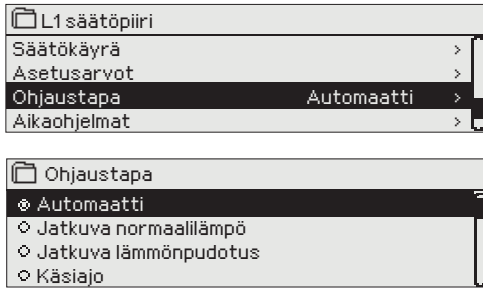 L1 säätöpiiri
Säätökäyrä >
Asetusarvot >
Ohjaustapa Automaatti >
Aikaohjelmat >
Ohjaustapa
Automaatti
Jatkuva normaalilämpö
Jatkuva lämmönpudotus
Käsiajo